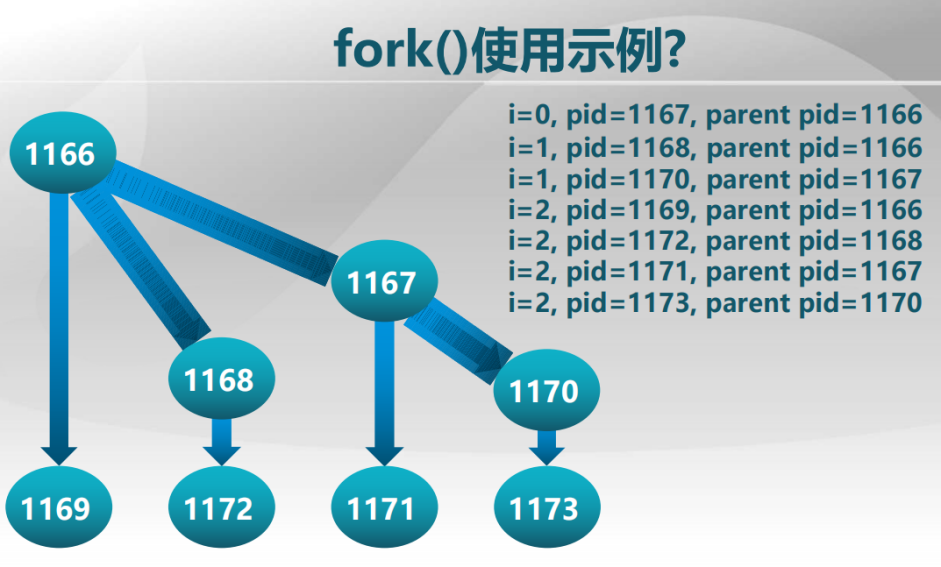 fork()使用示例?
i=0, pid=1167, parent pid=1166
i=1, pid=1168, parent pid=1166
i=1, pid=1170, parent pid=1167
i=2, pid=1169, parent pid=1166
i=2, pid=1172, parent pid=1168
i=2, pid=1171, parent pid=1167
i=2, pid=1173, parent pid=1170
1166
1167
1168
1170
1169
1172
1171
1173